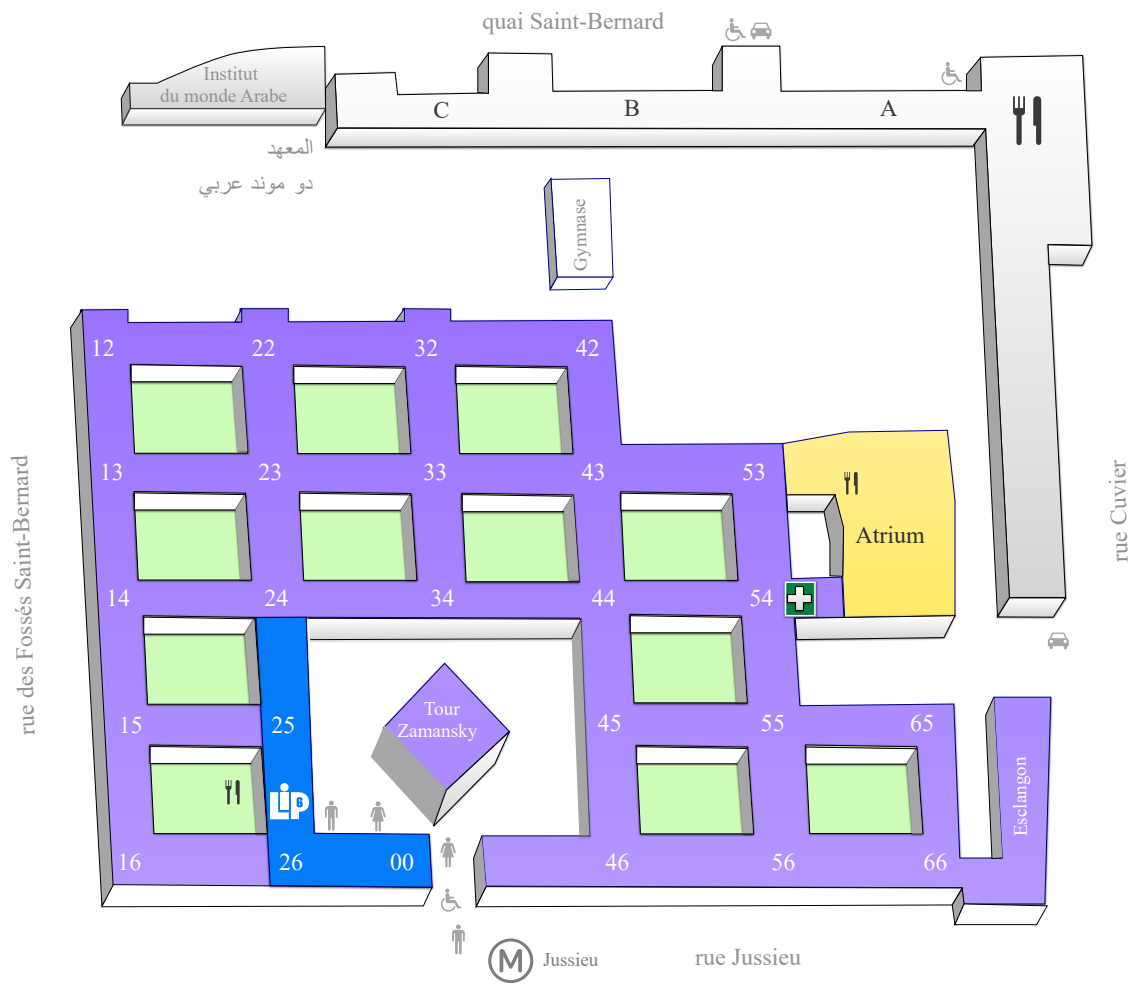 quai Saint-Bernard
Institut
du monde Arabe
C
B
A
المعهد
دو موند عربي
Gymnase
12
22
32
42
13
23
33
43
53
Atrium
14
24
34
44
54
rue des Fossés Saint-Bernard
rue Cuvier
Tour
Zamansky
15
25
45
55
65
Esclangon
LIP6
16
26
00
46
56
66
M
Jussieu
rue Jussieu